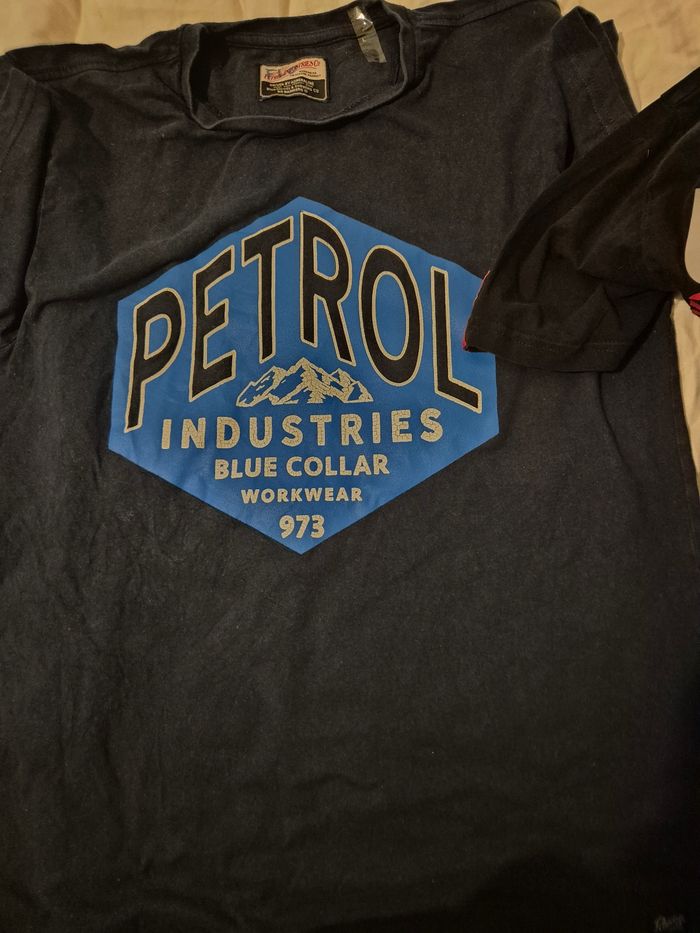 PETROL
INDUSTRIES
BLUE COLLAR
WORKWEAR
973